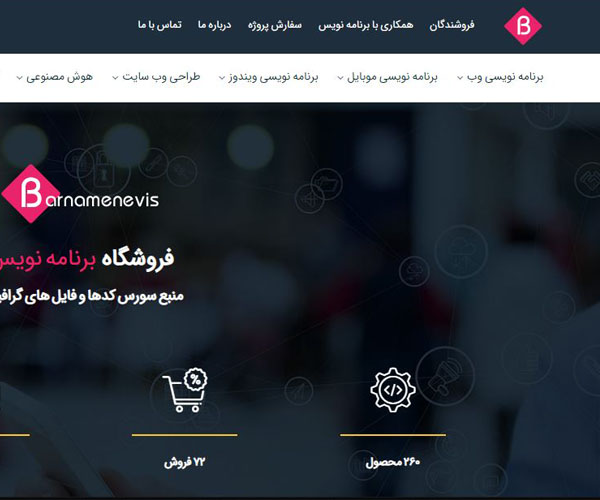 فروشندگان همکاری با برنامه نویس سفارش پروژه درباره ما تماس با ما
برنامه نویسی وب برنامه نویسی موبایل برنامه نویسی ویندوز طراحی وب سایت هوش مصنوعی
Barnamenevis
فروشگاه برنامه نویس
منبع سورس کدها و فایل های
۲۶۰ محصول ۷۲ فروش